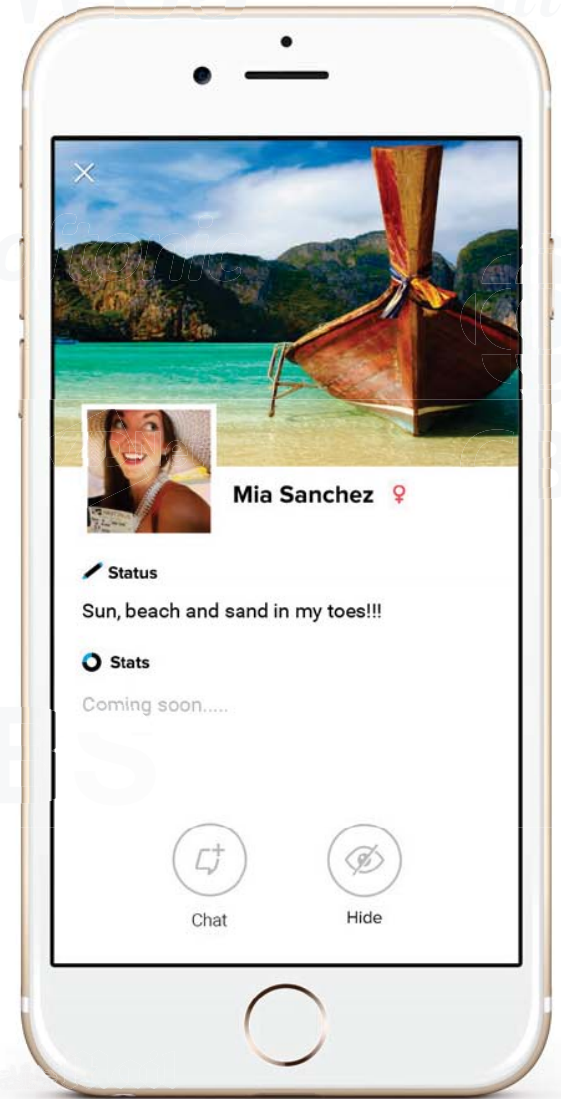 Mia Sanchez ♀
Status
Sun, beach and sand in my toes!!!
Stats
Coming soon.....
Chat
Hide